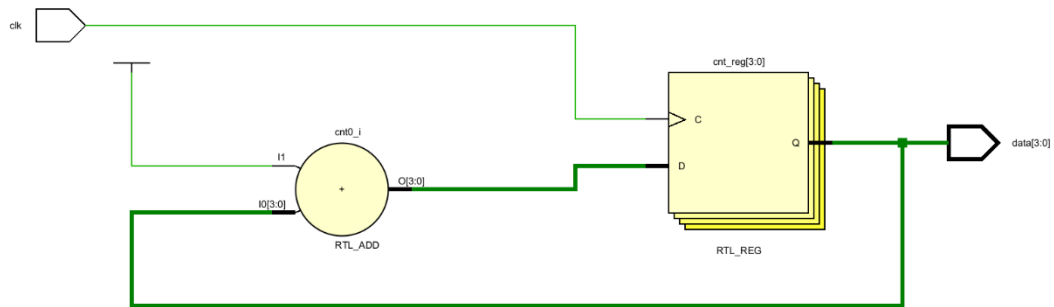 clk
cnt_reg[3:0]
C
cnt0_i
Q
data[3:0]
I1
D
O[3:0]
+
I0[3:0]
RTL_ADD
RTL_REG